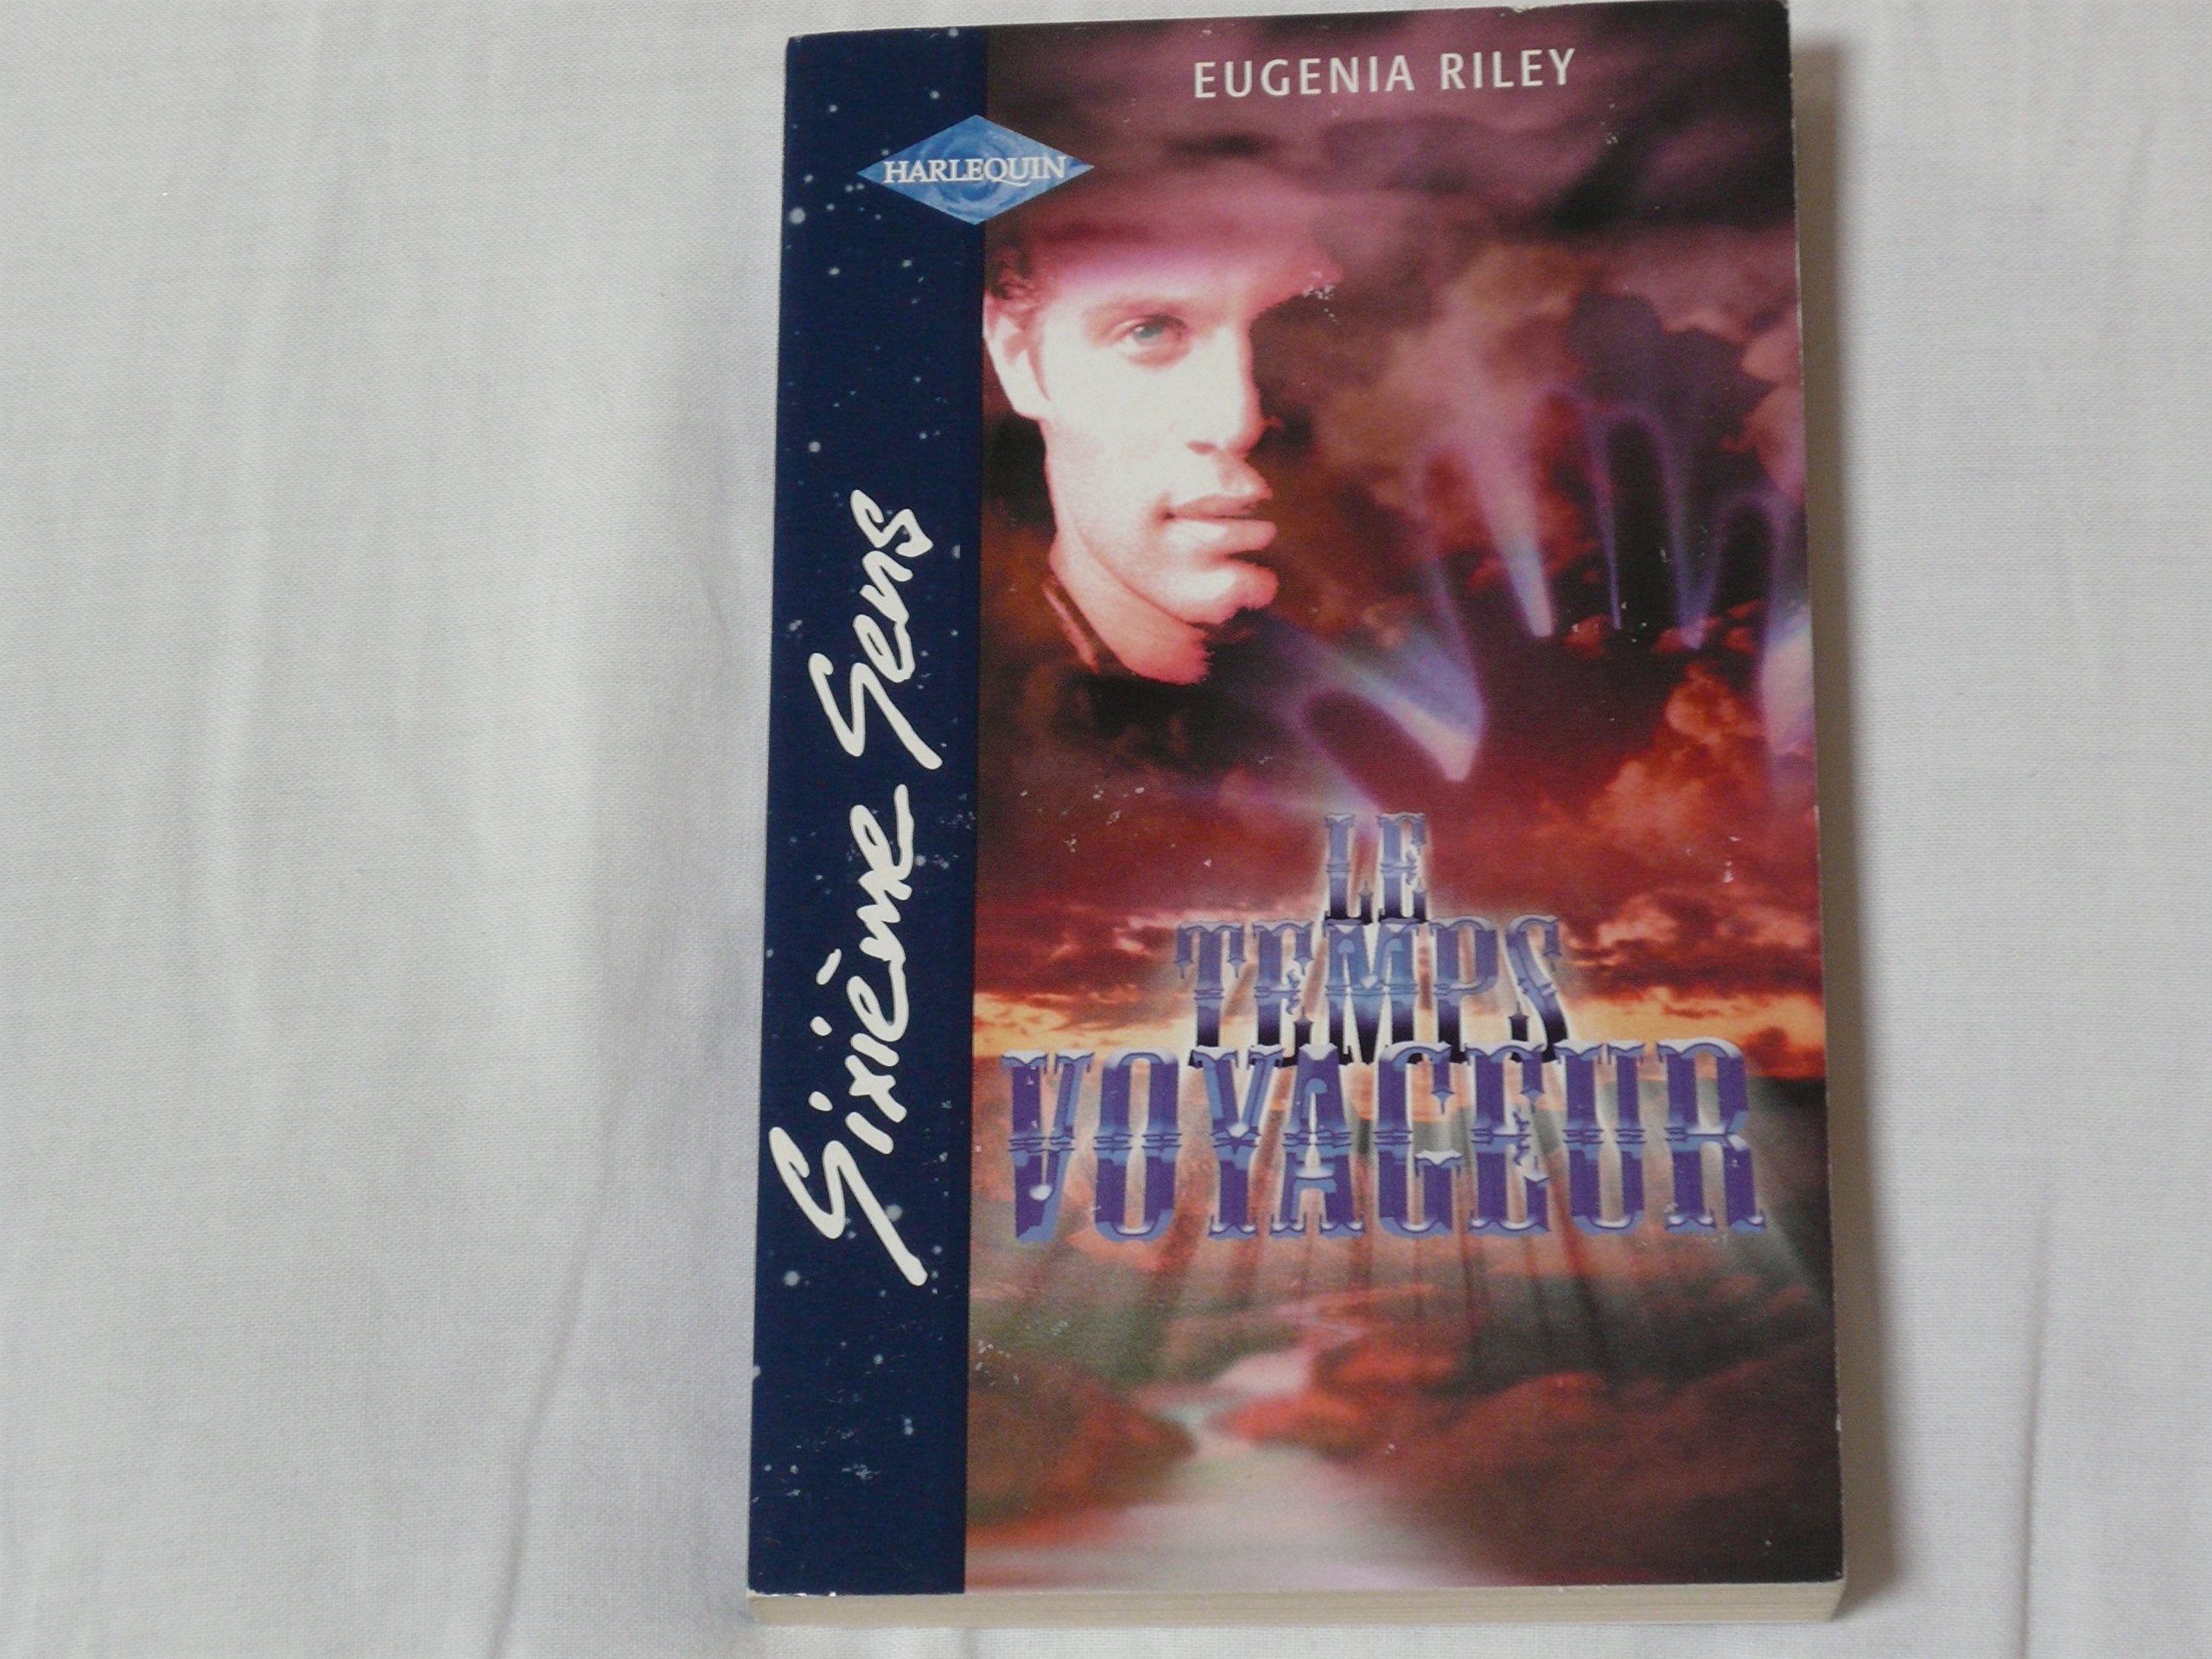 EUGENIA RILEY
HARLEQUIN
Sixième Sens
LE
TEMPS
VOYAGEUR